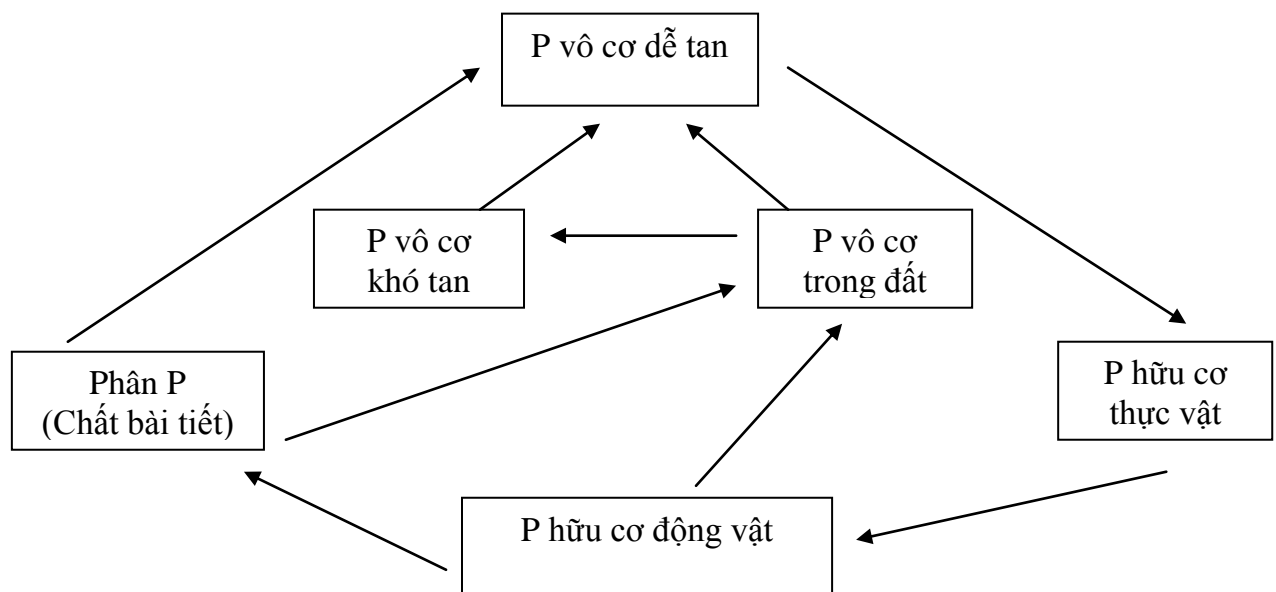 P vô cơ dễ tan
P vô cơ
khó tan
P vô cơ
trong đất
Phân P
(Chất bài tiết)
P hữu cơ
thực vật
P hữu cơ động vật